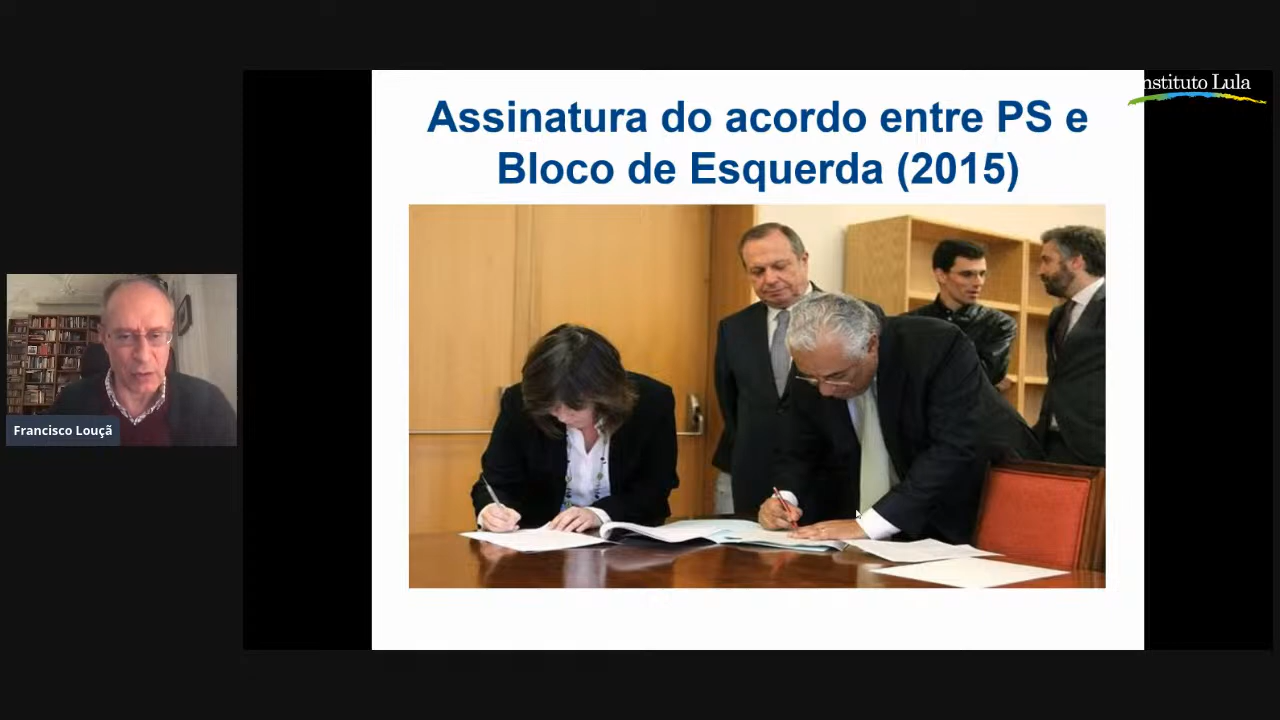 Assinatura do acordo entre PS e
Bloco de Esquerda (2015)
nstituto Lula
Francisco Louçã